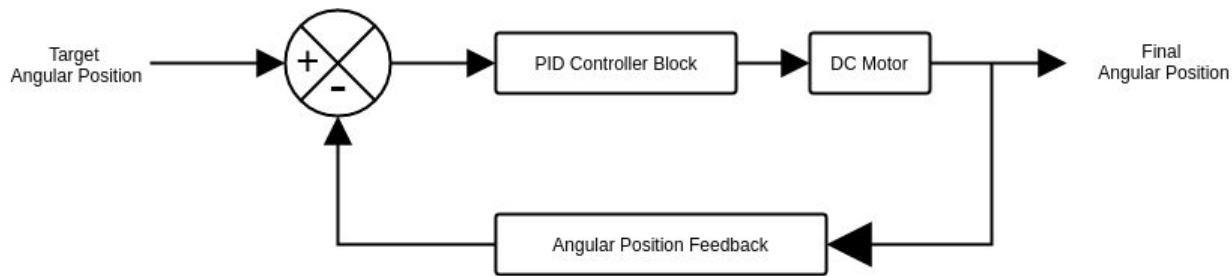 Target
Angular Position
+
-
PID Controller Block
DC Motor
Final
Angular Position
Angular Position Feedback